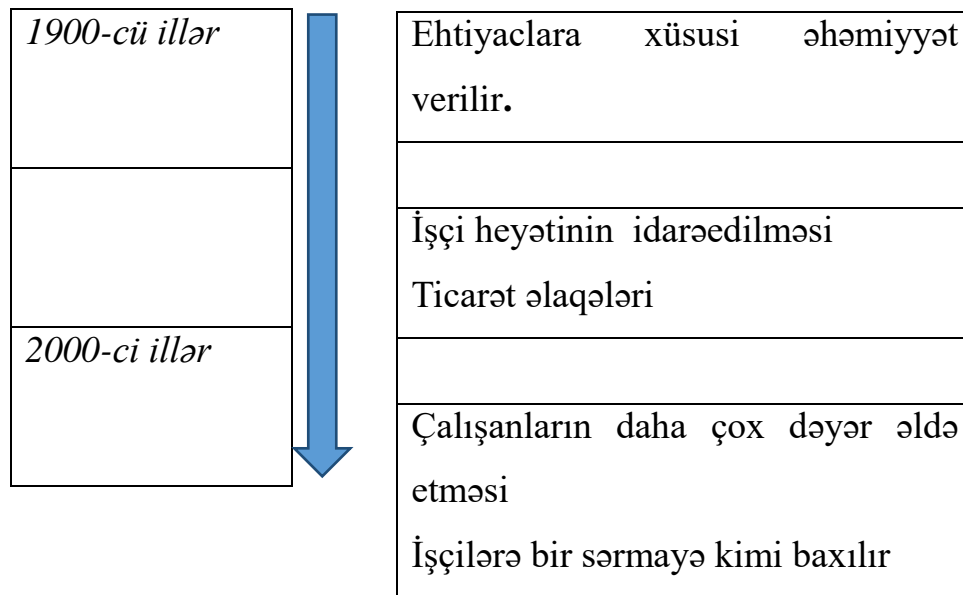 1900-cü illər
2000-ci illər
Ehtiyaclara xüsusi əhəmiyyət
verilir.
İşçi heyətinin idarəedilməsi
Ticarət əlaqələri
Çalışanların daha çox dəyər əldə
etməsi
İşçilərə bir sərmayə kimi baxılır